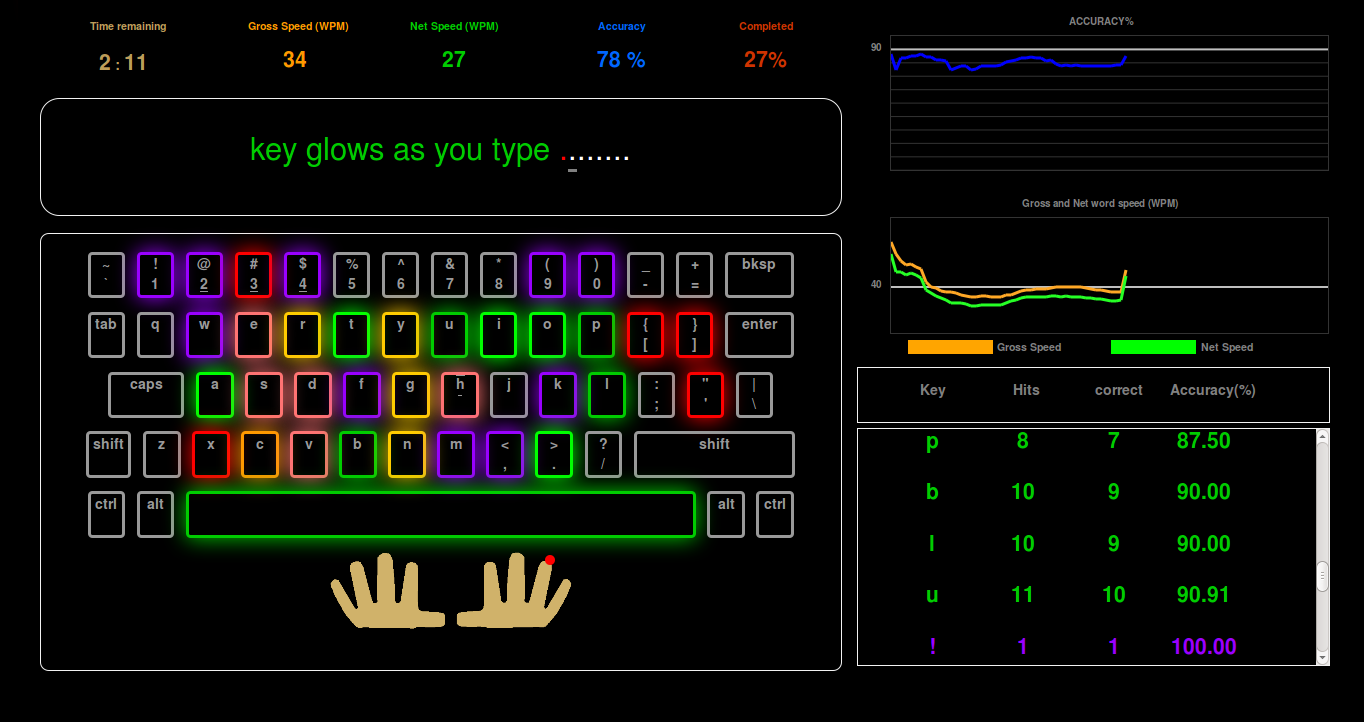 Time remaining Gross Speed (WPM) Net Speed (WPM) Accuracy Completed
2 : 11 34 27 78 % 27%
key glows as you type ........
~ ! @ # $ % ^ & * ( ) _ + bksp
` 1 2 3 4 5 6 7 8 9 0 - =
tab q w e r t y u i o p { } enter
[ ]
caps a s d f g h j k l : " |
; ' \
shift z x c v b n m < > ? shift
, . /
ctrl alt alt ctrl
ACCURACY%
90
Gross and Net word speed (WPM)
40
Gross Speed Net Speed
Key Hits correct Accuracy(%)
p 8 7 87.50
b 10 9 90.00
l 10 9 90.00
u 11 10 90.91
! 1 1 100.00